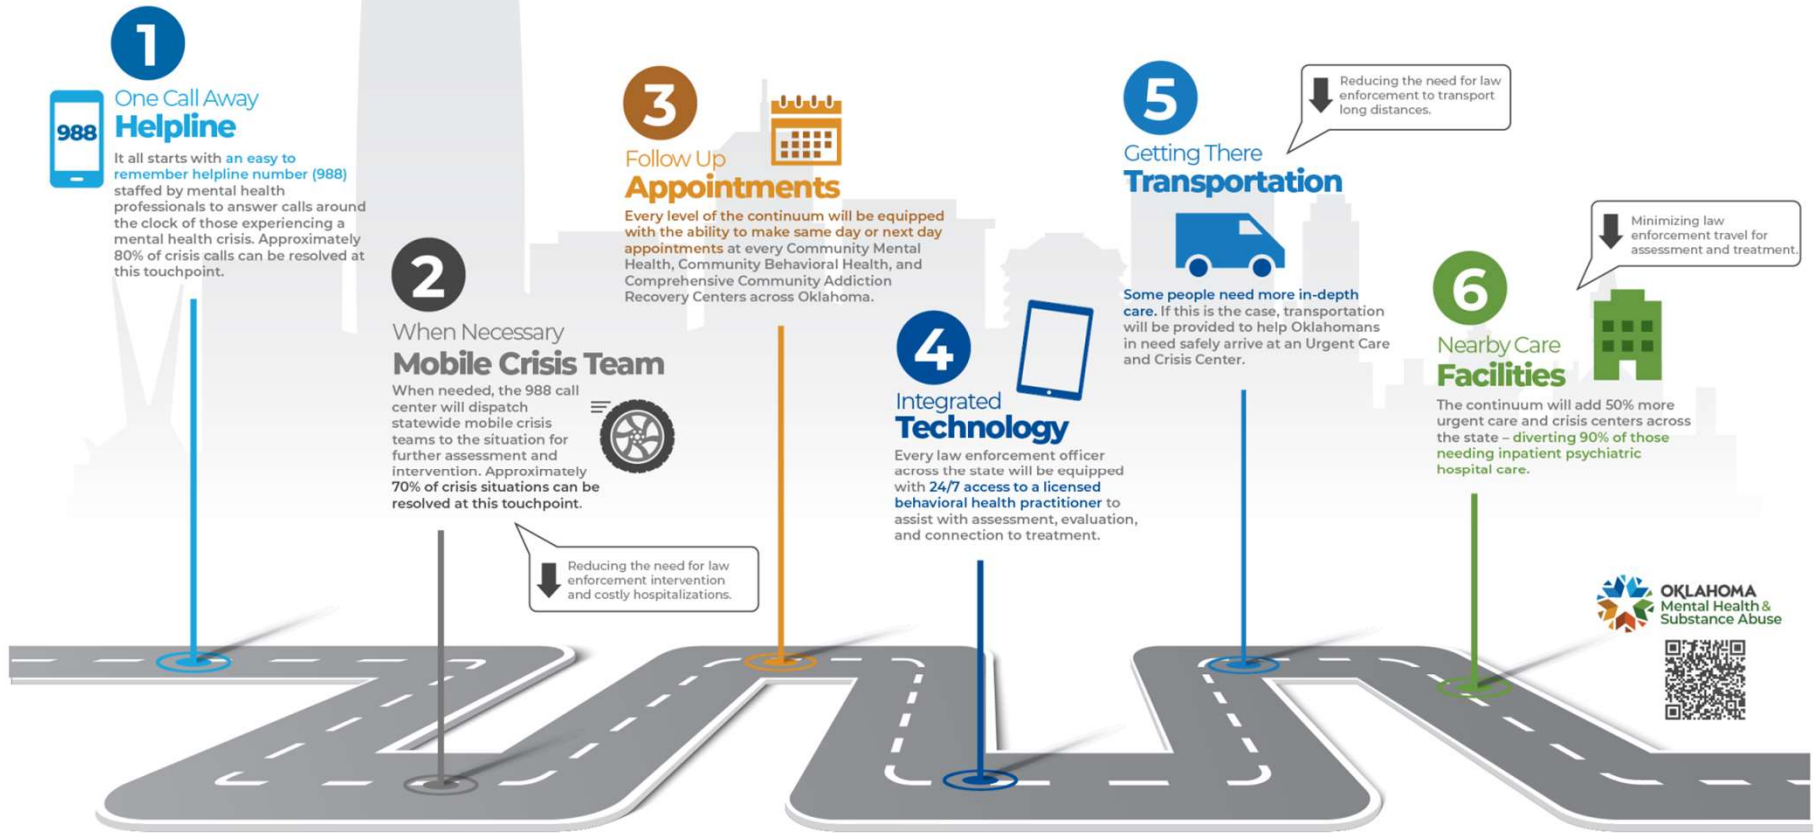 1
One Call Away
Helpline
988
It all starts with an easy to
remember helpline number (988)
staffed by mental health
professionals to answer calls around
the clock of those experiencing a
mental health crisis. Approximately
80% of crisis calls can be resolved at
this touchpoint.
2
When Necessary
Mobile Crisis Team
When needed, the 988 call
center will dispatch
statewide mobile crisis
teams to the situation for
further assessment and
intervention. Approximately
70% of crisis situations can be
resolved at this touchpoint.
Reducing the need for law
enforcement intervention
and costly hospitalizations.
3
Follow Up
Appointments
Every level of the continuum will be equipped
with the ability to make same day or next day
appointments at every Community Mental
Health, Community Behavioral Health, and
Comprehensive Community Addiction
Recovery Centers across Oklahoma.
4
Integrated
Technology
Every law enforcement officer
across the state will be equipped
with 24/7 access to a licensed
behavioral health practitioner to
assist with assessment, evaluation,
and connection to treatment.
5
Getting There
Transportation
Reducing the need for law
enforcement to transport
long distances.
Some people need more in-depth
care. If this is the case, transportation
will be provided to help Oklahomans
in need safely arrive at an Urgent Care
and Crisis Center.
6
Nearby Care
Facilities
Minimizing law
enforcement travel for
assessment and treatment.
The continuum will add 50% more
urgent care and crisis centers across
the state – diverting 90% of those
needing inpatient psychiatric
hospital care.
OKLAHOMA
Mental Health &
Substance Abuse